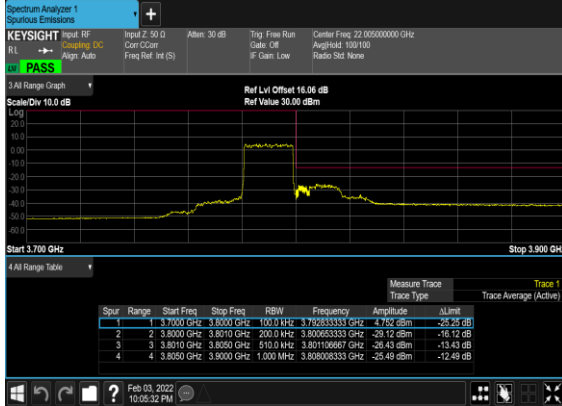 Spectrum Analyzer 1
Spurious Emissions
+
KEYSIGHT Input: RF Input Z: 50 Ω Atten: 30 dB Trig: Free Run Center Freq: 22.005000000 GHz
RL Coupling: DC Corr CCorr Gate: Off Avg|Hold: 100/100
Align: Auto Freq Ref: Int (S) IF Gain: Low Radio Std: None
PASS
3 All Range Graph
Ref Lvl Offset 16.06 dB
Scale/Div 10.0 dB Ref Value 30.00 dBm
Log
20.0
10.0
0.00
-10.0
-20.0
-30.0
-40.0
-50.0
-60.0
Start 3.700 GHz Stop 3.900 GH
4 All Range Table
Measure Trace Trace 1
Trace Type Trace Average (Active)
Spur Range Start Freq Stop Freq RBW Frequency Amplitude ΔLimit
1 1 3.7000 GHz 3.8000 GHz 100.0 kHz 3.792833333 GHz 4.752 dBm -25.25 dB
2 2 3.8000 GHz 3.8010 GHz 200.0 kHz 3.800653333 GHz -29.12 dBm -16.12 dB
3 3 3.8010 GHz 3.8050 GHz 510.0 kHz 3.801106667 GHz -26.43 dBm -13.43 dB
4 4 3.8050 GHz 3.9000 GHz 1.000 MHz 3.808008333 GHz -25.49 dBm -12.49 dB
? Feb 03, 2022
10:05:32 PM